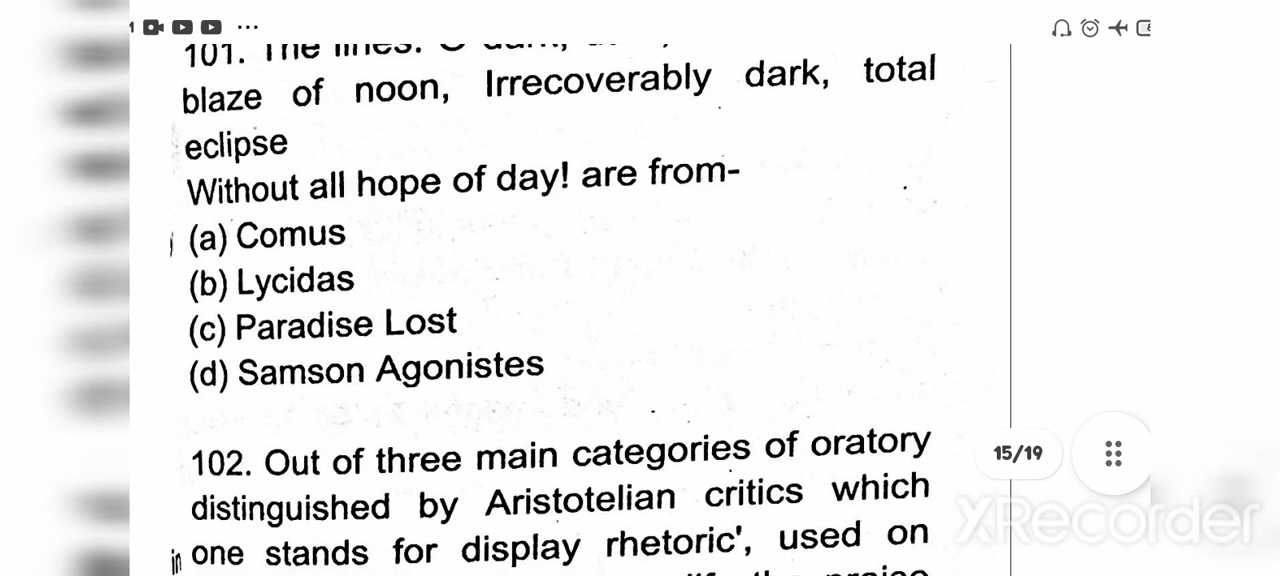 101. The lines: O dark,
blaze of noon, Irrecoverably dark, total
eclipse
Without all hope of day! are from-
(a) Comus
(b) Lycidas
(c) Paradise Lost
(d) Samson Agonistes
102. Out of three main categories of oratory
distinguished by Aristotelian critics which
one stands for display rhetoric', used on
praise
15/19
XRecorder